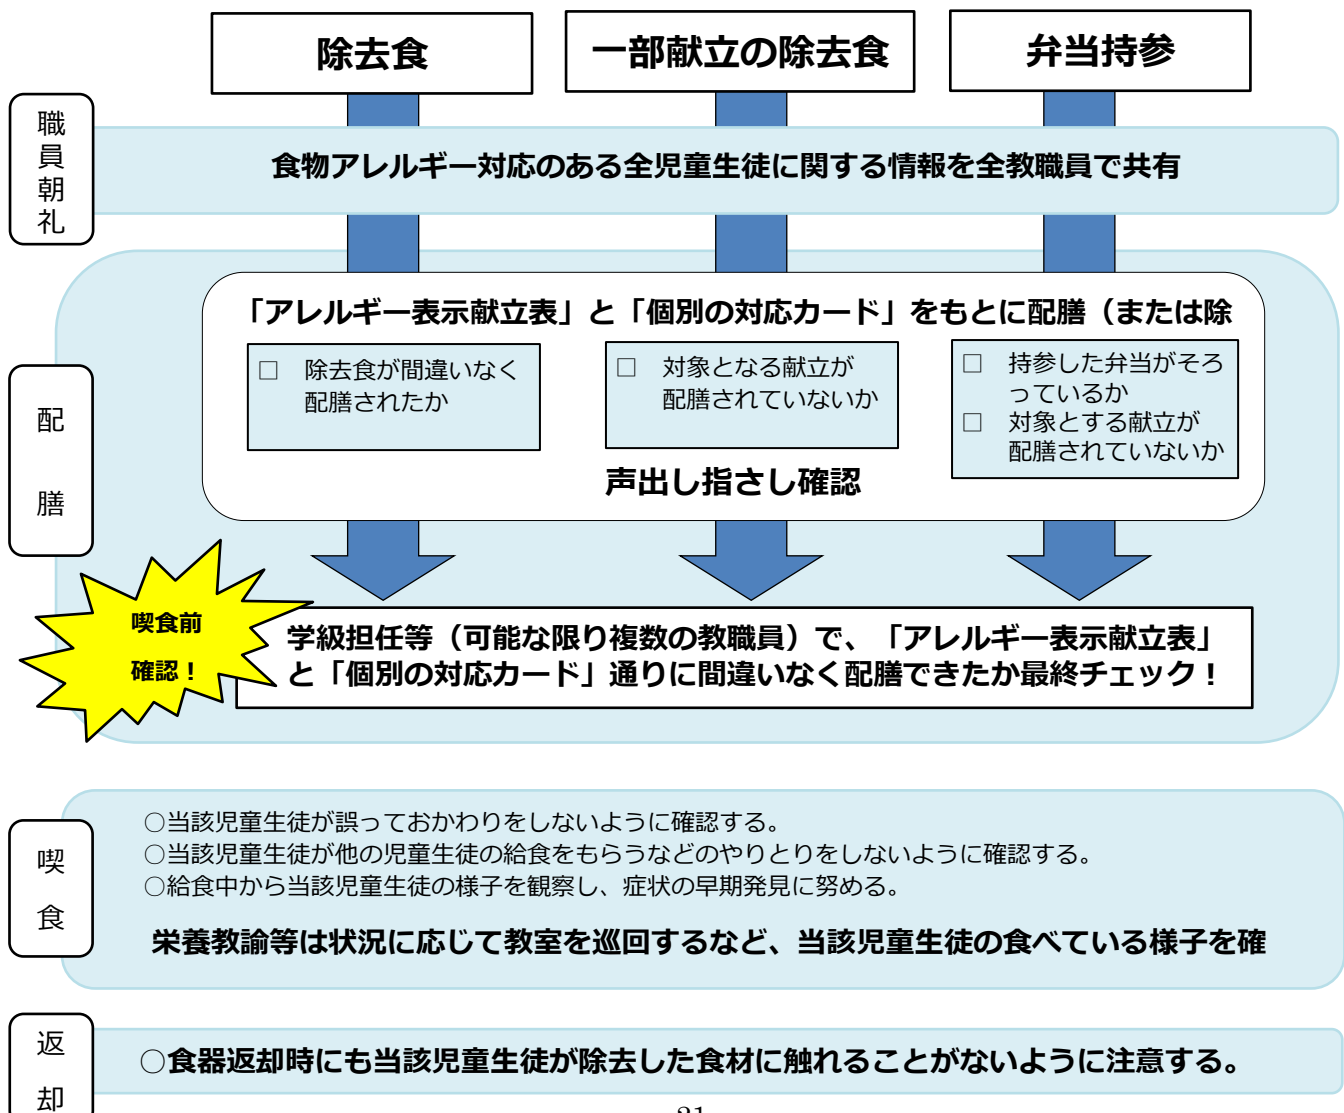 除去食
一部献立の除去食
弁当持参
職員朝礼
食物アレルギー対応のある全児童生徒に関する情報を全教職員で共有
配膳
「アレルギー表示献立表」と「個別の対応カード」をもとに配膳（または除
□ 除去食が間違いなく
配膳されたか
□ 対象となる献立が
配膳されていないか
□ 持参した弁当がそろ
っているか
□ 対象とする献立が
配膳されていないか
声出し指さし確認
喫食前
確認！
学級担任等（可能な限り複数の教職員）で、「アレルギー表示献立表」
と「個別の対応カード」通りに間違いなく配膳できたか最終チェック！
喫食
○当該児童生徒が誤っておかわりをしないように確認する。
○当該児童生徒が他の児童生徒の給食をもらうなどのやりとりをしないように確認する。
○給食中から当該児童生徒の様子を観察し、症状の早期発見に努める。
栄養教諭等は状況に応じて教室を巡回するなど、当該児童生徒の食べている様子を確
返却
○食器返却時にも当該児童生徒が除去した食材に触れることがないように注意する。